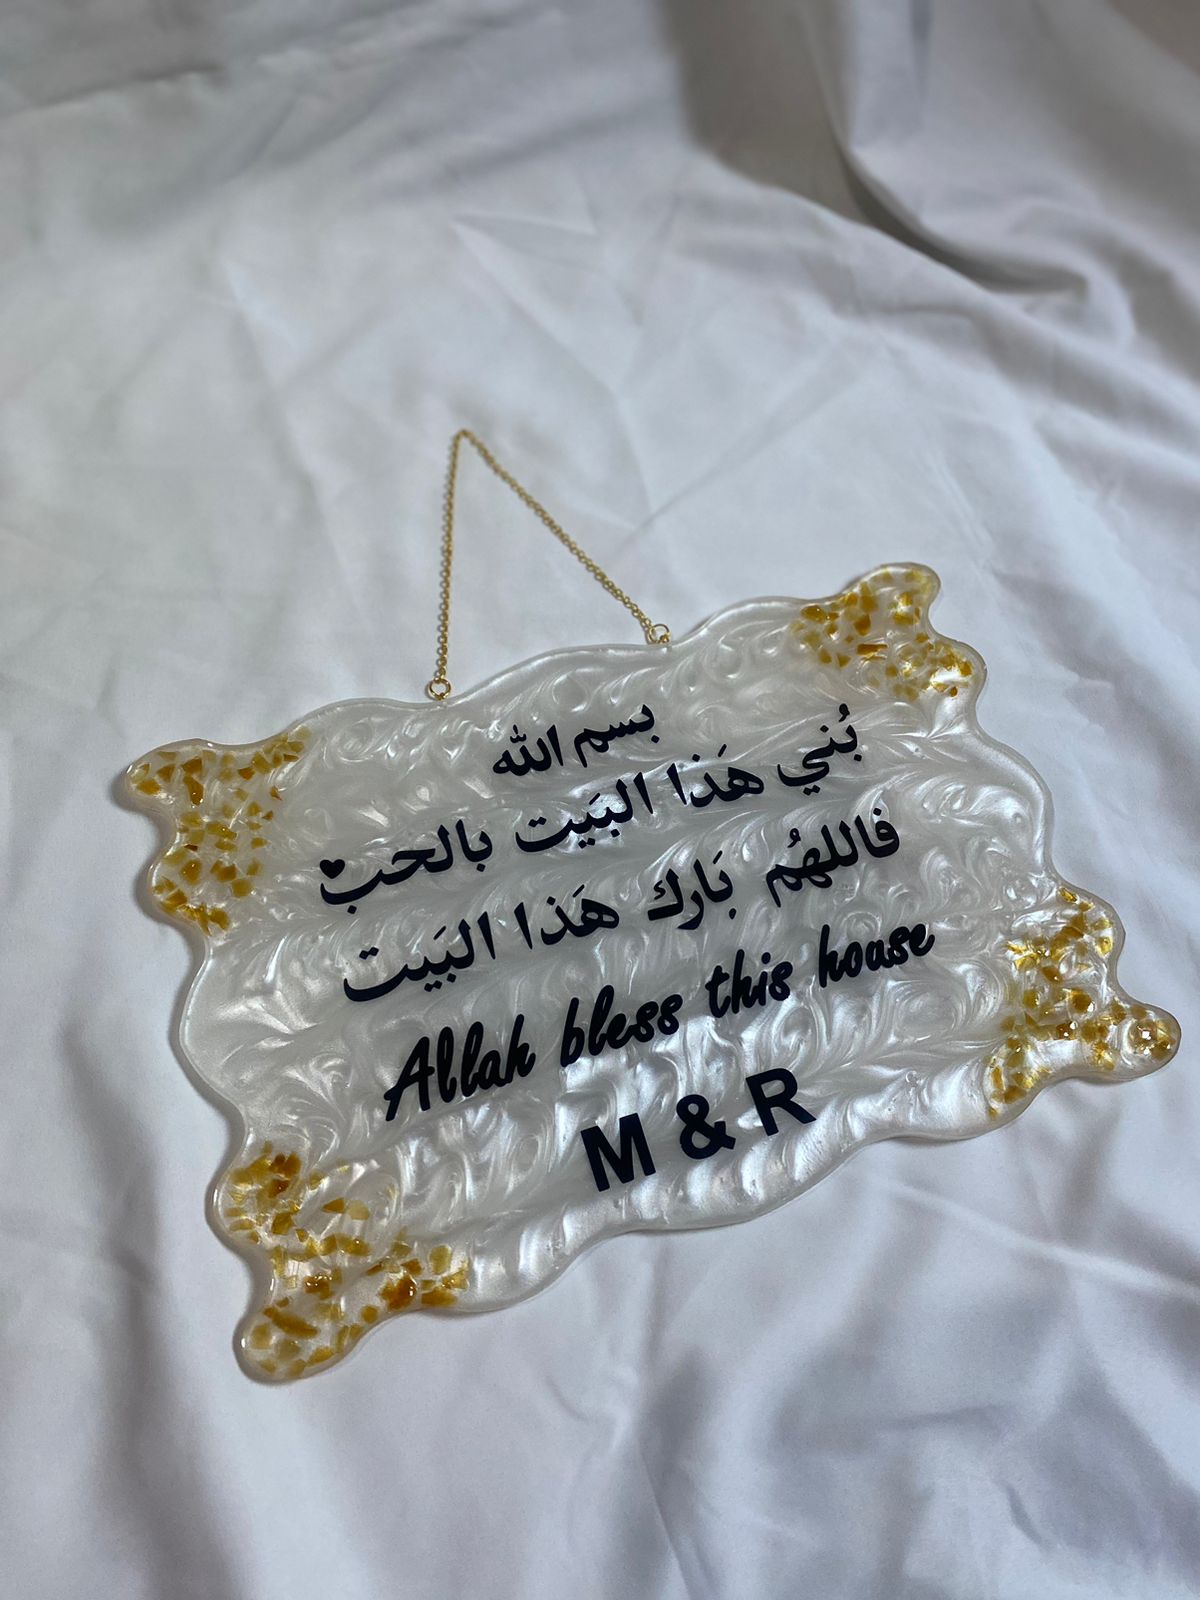 بسم الله
بُني هَذا البَيت بالحب♥
فاللهُم بَارك هَذا البَيت
Allah bless this house
M & R